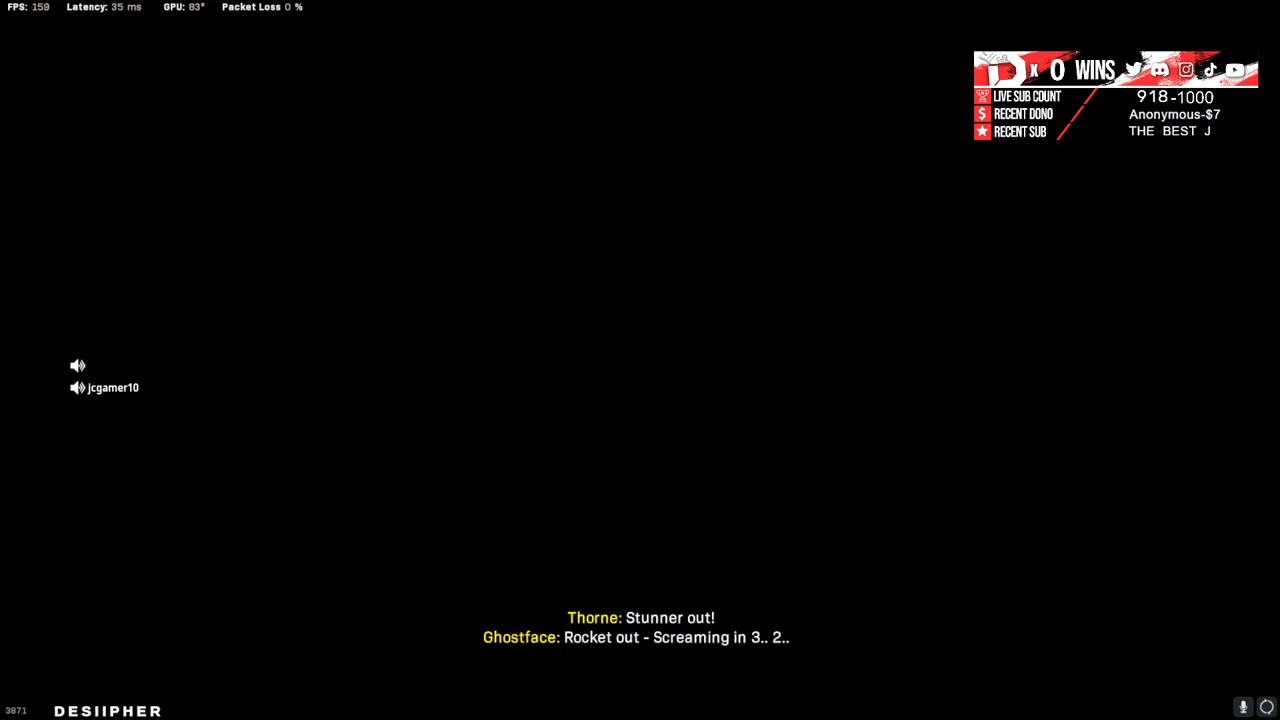 FPS: 159 Latency: 35 ms GPU: 83° Packet Loss 0 %
D x 0 WINS
LIVE SUB COUNT 918-1000
RECENT DONO Anonymous-$7
RECENT SUB THE BEST J
jcgamer10
Thorne: Stunner out!
Ghostface: Rocket out - Screaming in 3.. 2..
3871 DESIIPHER